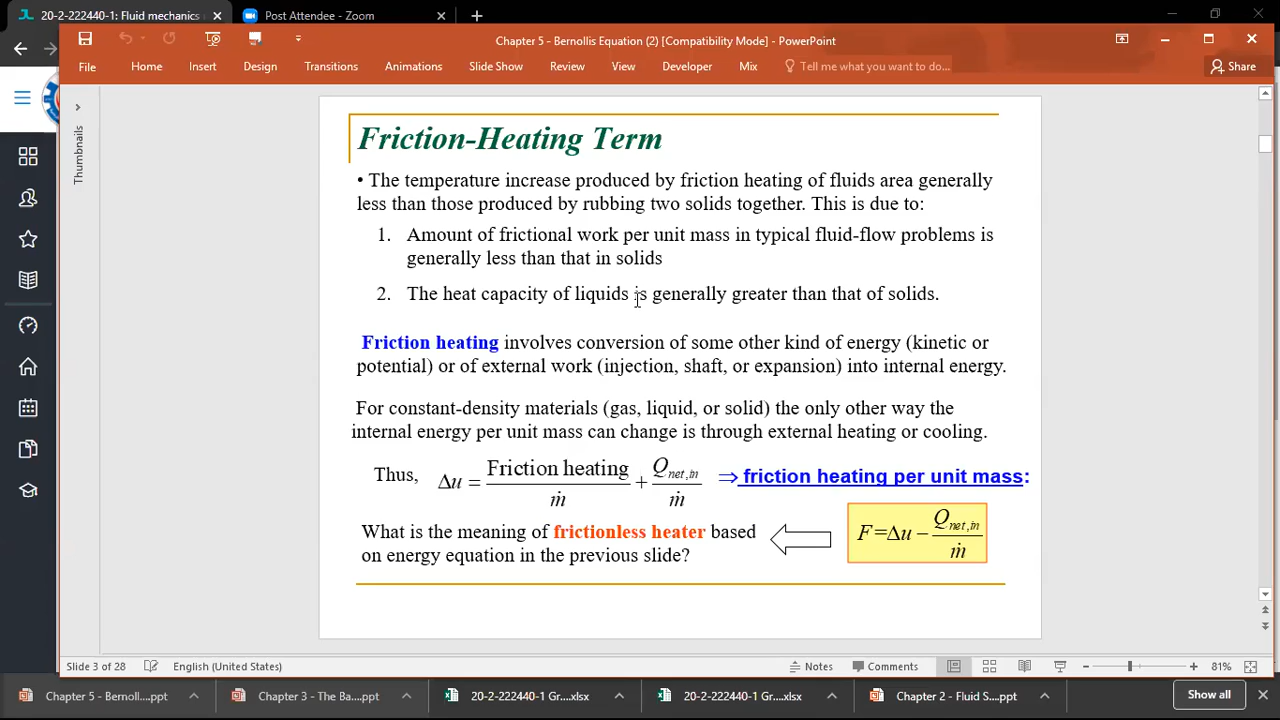 20-2-222440-1: Fluid mechanics
Post Attendee - Zoom
Chapter 5 - Bernollis Equation (2) [Compatibility Mode] - PowerPoint
File Home Insert Design Transitions Animations Slide Show Review View Developer Mix Tell me what you want to do... Share
Thumbnails
Friction-Heating Term
• The temperature increase produced by friction heating of fluids area generally
less than those produced by rubbing two solids together. This is due to:
1. Amount of frictional work per unit mass in typical fluid-flow problems is
generally less than that in solids
2. The heat capacity of liquids is generally greater than that of solids.
Friction heating involves conversion of some other kind of energy (kinetic or
potential) or of external work (injection, shaft, or expansion) into internal energy.
For constant-density materials (gas, liquid, or solid) the only other way the
internal energy per unit mass can change is through external heating or cooling.
Thus, Δu = Friction heating / ṁ + Q_net,in / ṁ ⇒ friction heating per unit mass:
What is the meaning of frictionless heater based
on energy equation in the previous slide?
F=Δu − Q_net,in / ṁ
Slide 3 of 28 English (United States) Notes Comments 81%
Chapter 5 - Bernoll....ppt Chapter 3 - The Ba....ppt 20-2-222440-1 Gr....xlsx 20-2-222440-1 Gr....xlsx Chapter 2 - Fluid S....ppt Show all